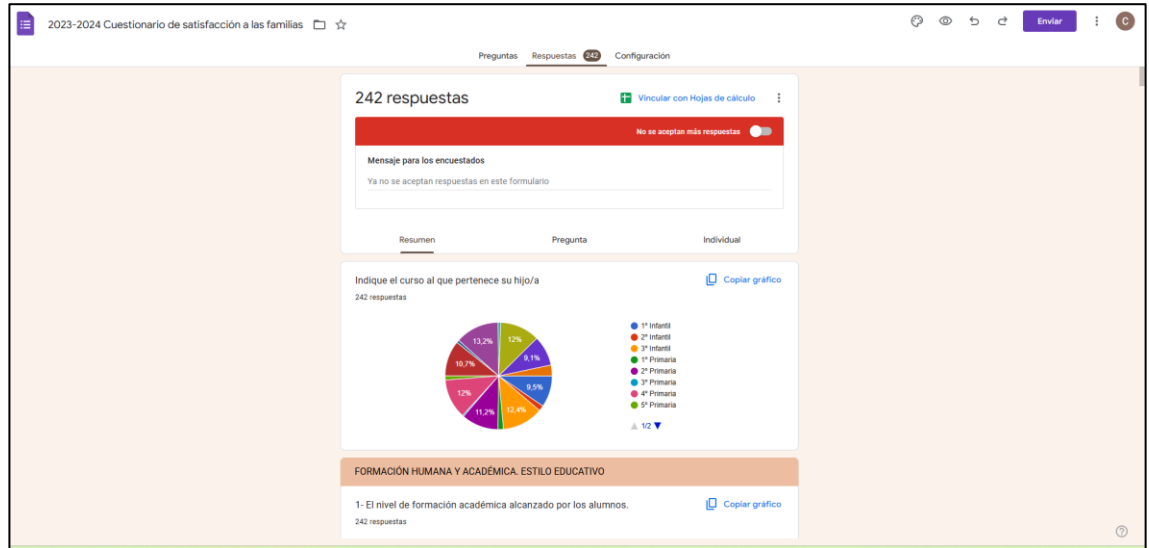 2023-2024 Cuestionario de satisfacción a las familias
Enviar
C
Preguntas Respuestas 242 Configuración
242 respuestas
Vincular con Hojas de cálculo
No se aceptan más respuestas
Mensaje para los encuestados
Ya no se aceptan respuestas en este formulario
Resumen Pregunta Individual
Indique el curso al que pertenece su hijo/a
Copiar gráfico
242 respuestas
13,2%
12%
9,1%
10,7%
9,5%
12%
12,4%
11,2%
1º Infantil
2º Infantil
3º Infantil
1º Primaria
2º Primaria
3º Primaria
4º Primaria
5º Primaria
1/2
FORMACIÓN HUMANA Y ACADÉMICA. ESTILO EDUCATIVO
1- El nivel de formación académica alcanzado por los alumnos.
Copiar gráfico
242 respuestas